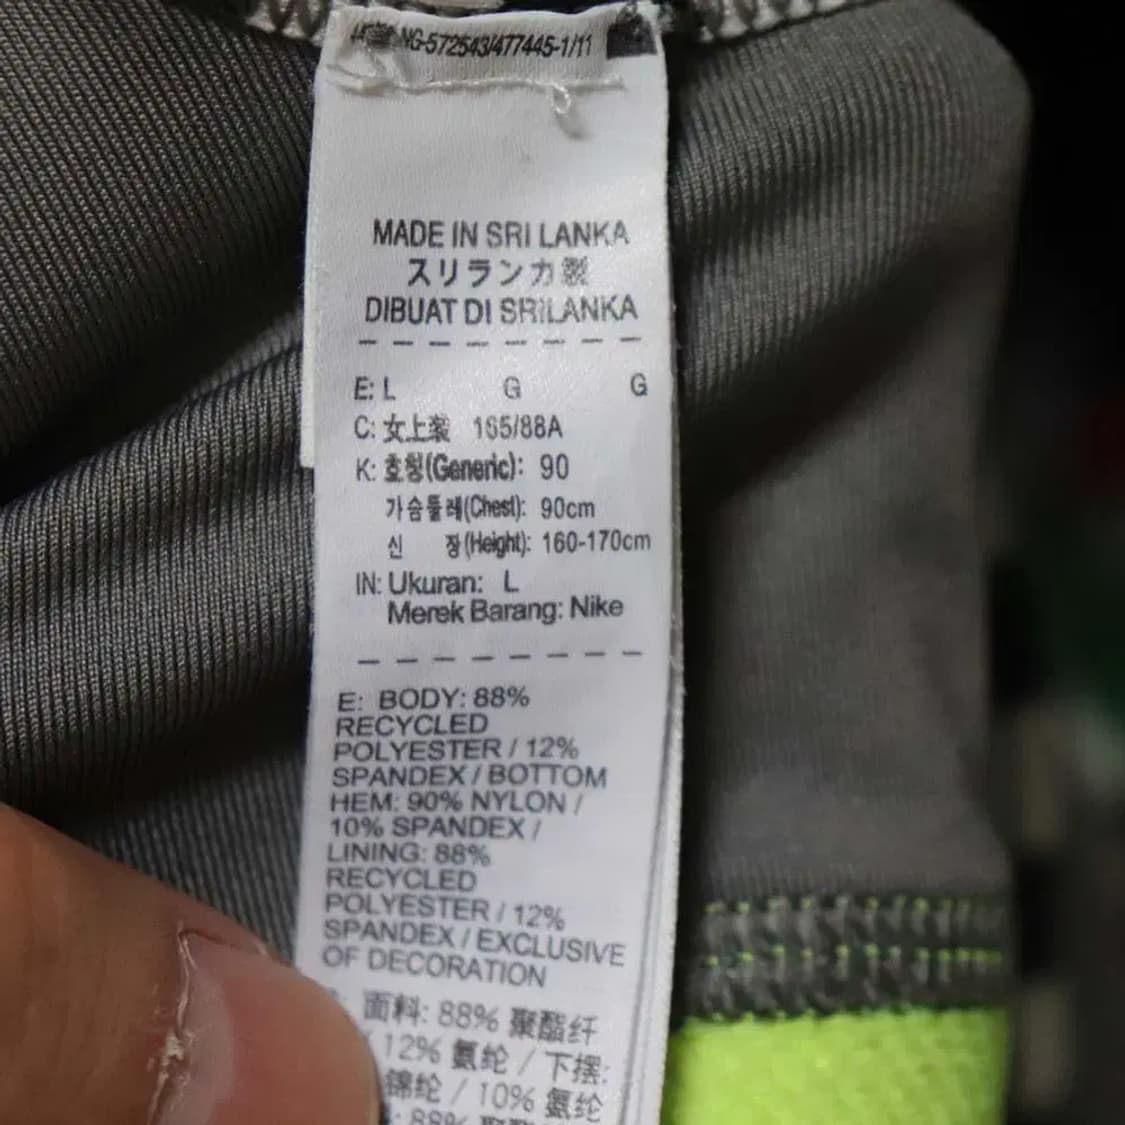 NG-572543/477445-1/11
MADE IN SRI LANKA
スリランカ製
DIBUAT DI SRILANKA
E: L G G
C: 女上装 165/88A
K: 호칭(Generic): 90
가슴둘레(Chest): 90cm
신 장(Height): 160-170cm
IN: Ukuran: L
Merek Barang: Nike
E: BODY: 88%
RECYCLED
POLYESTER / 12%
SPANDEX / BOTTOM
HEM: 90% NYLON /
10% SPANDEX /
LINING: 88%
RECYCLED
POLYESTER / 12%
SPANDEX / EXCLUSIVE
OF DECORATION
面料: 88% 聚酯纤
12% 氨纶 / 下摆:
锦纶 / 10% 氨纶
88%